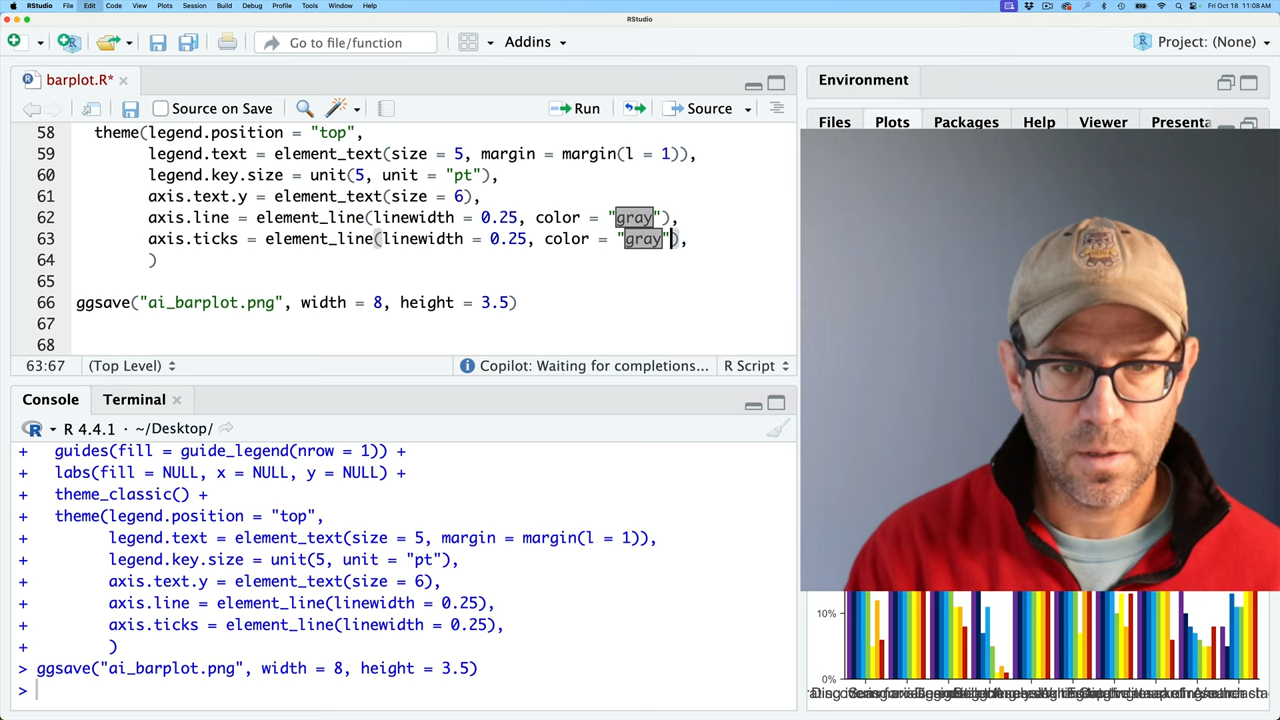 RStudio File Edit Code View Plots Session Build Debug Profile Tools Window Help Fri Oct 18 11:08 AM
RStudio
Go to file/function Addins Project: (None)
barplot.R*
Source on Save Run Source
58 theme(legend.position = "top",
59 legend.text = element_text(size = 5, margin = margin(l = 1)),
60 legend.key.size = unit(5, unit = "pt"),
61 axis.text.y = element_text(size = 6),
62 axis.line = element_line(linewidth = 0.25, color = "gray"),
63 axis.ticks = element_line(linewidth = 0.25, color = "gray"),
64 )
65
66 ggsave("ai_barplot.png", width = 8, height = 3.5)
67
68
63:67 (Top Level) Copilot: Waiting for completions... R Script
Console Terminal
R 4.4.1 · ~/Desktop/
+ guides(fill = guide_legend(nrow = 1)) +
+ labs(fill = NULL, x = NULL, y = NULL) +
+ theme_classic() +
+ theme(legend.position = "top",
+ legend.text = element_text(size = 5, margin = margin(l = 1)),
+ legend.key.size = unit(5, unit = "pt"),
+ axis.text.y = element_text(size = 6),
+ axis.line = element_line(linewidth = 0.25),
+ axis.ticks = element_line(linewidth = 0.25),
+ )
> ggsave("ai_barplot.png", width = 8, height = 3.5)
>
Environment
Files Plots Packages Help Viewer Presenta
10%
0%